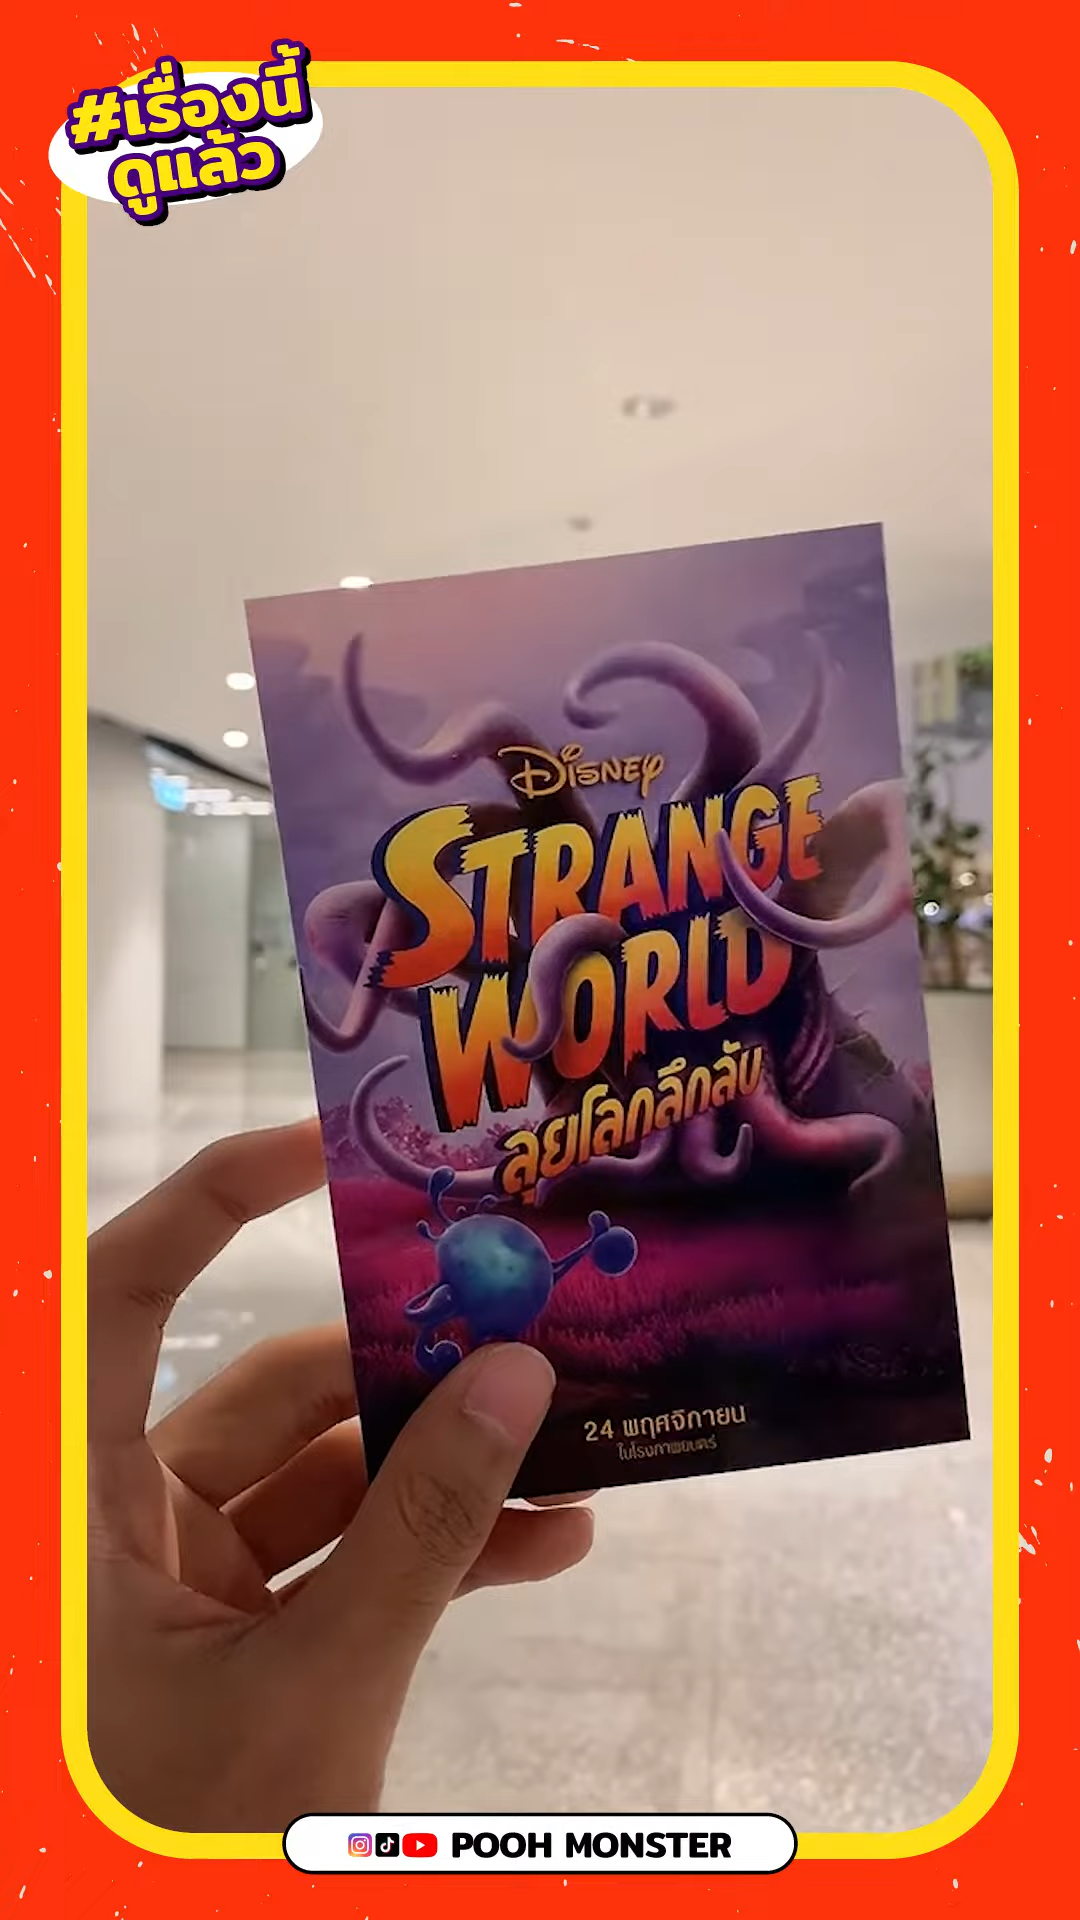 #เรื่องนี้
ดูแล้ว
Disney
STRANGE
WORLD
ลุยโลกลึกลับ
24 พฤศจิกายน
ในโรงภาพยนตร์
POOH MONSTER